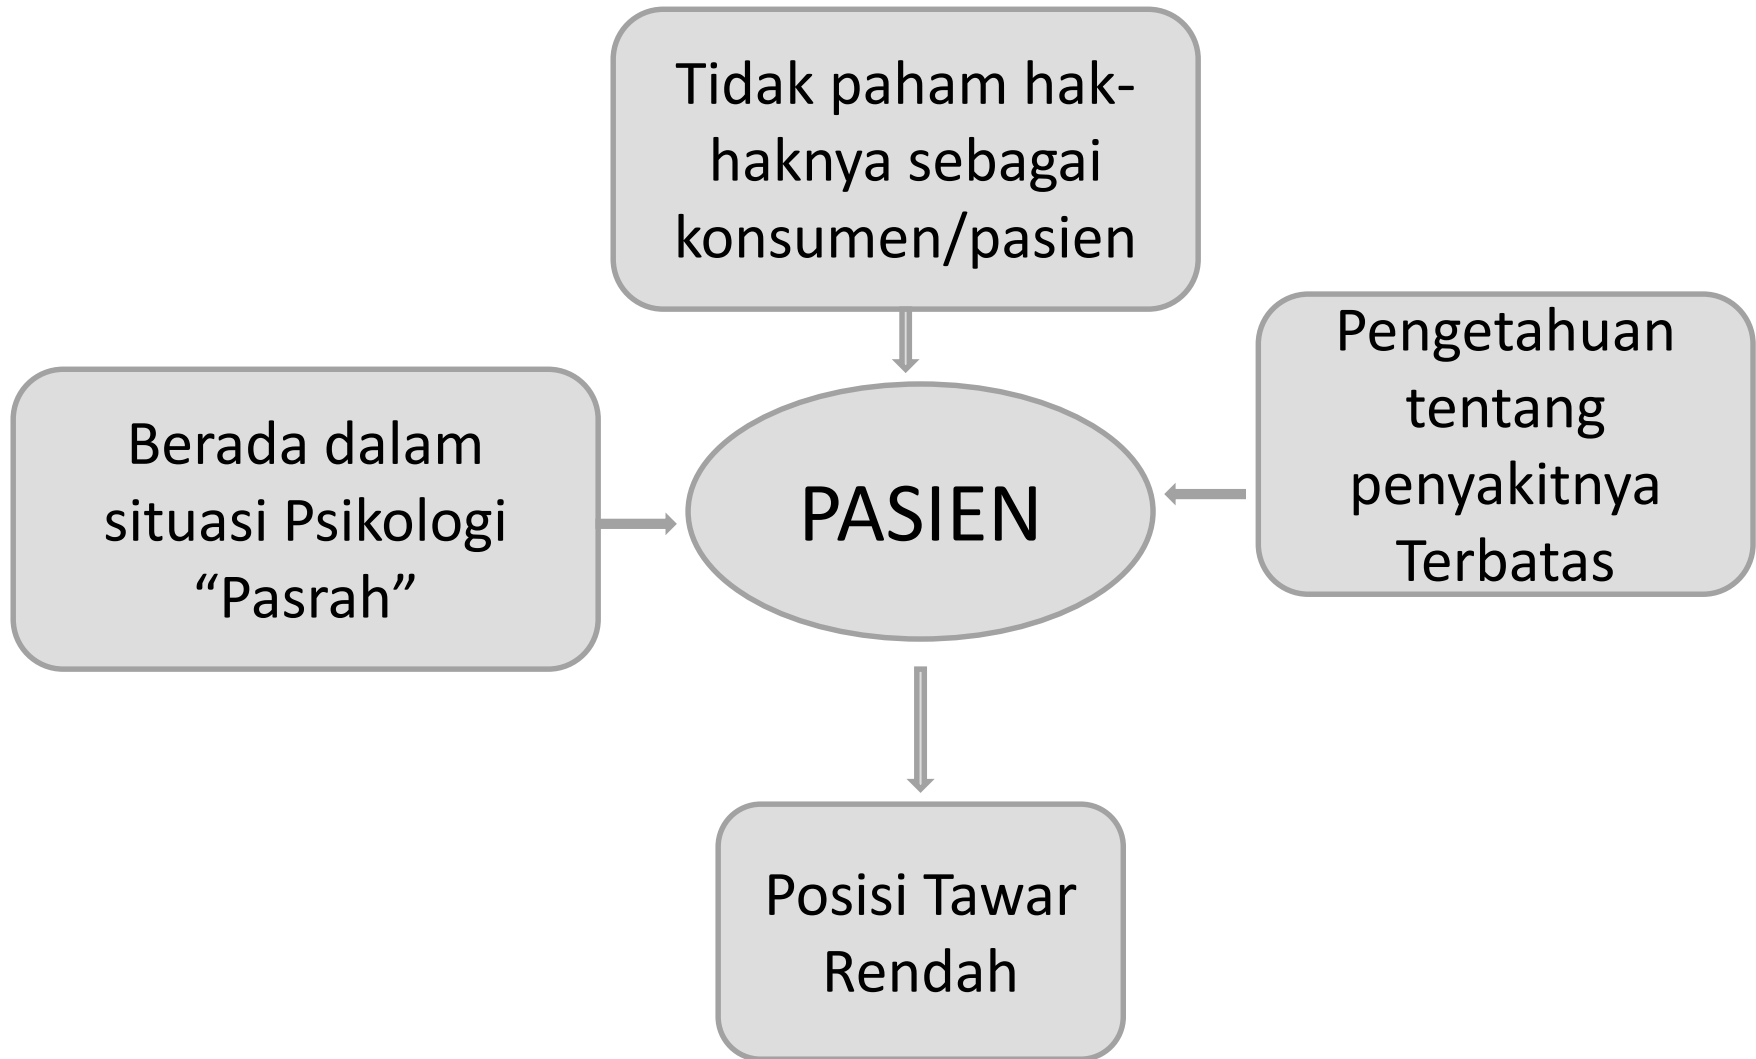 Tidak paham hak-
haknya sebagai
konsumen/pasien
Berada dalam
situasi Psikologi
“Pasrah”
PASIEN
Pengetahuan
tentang
penyakitnya
Terbatas
Posisi Tawar
Rendah